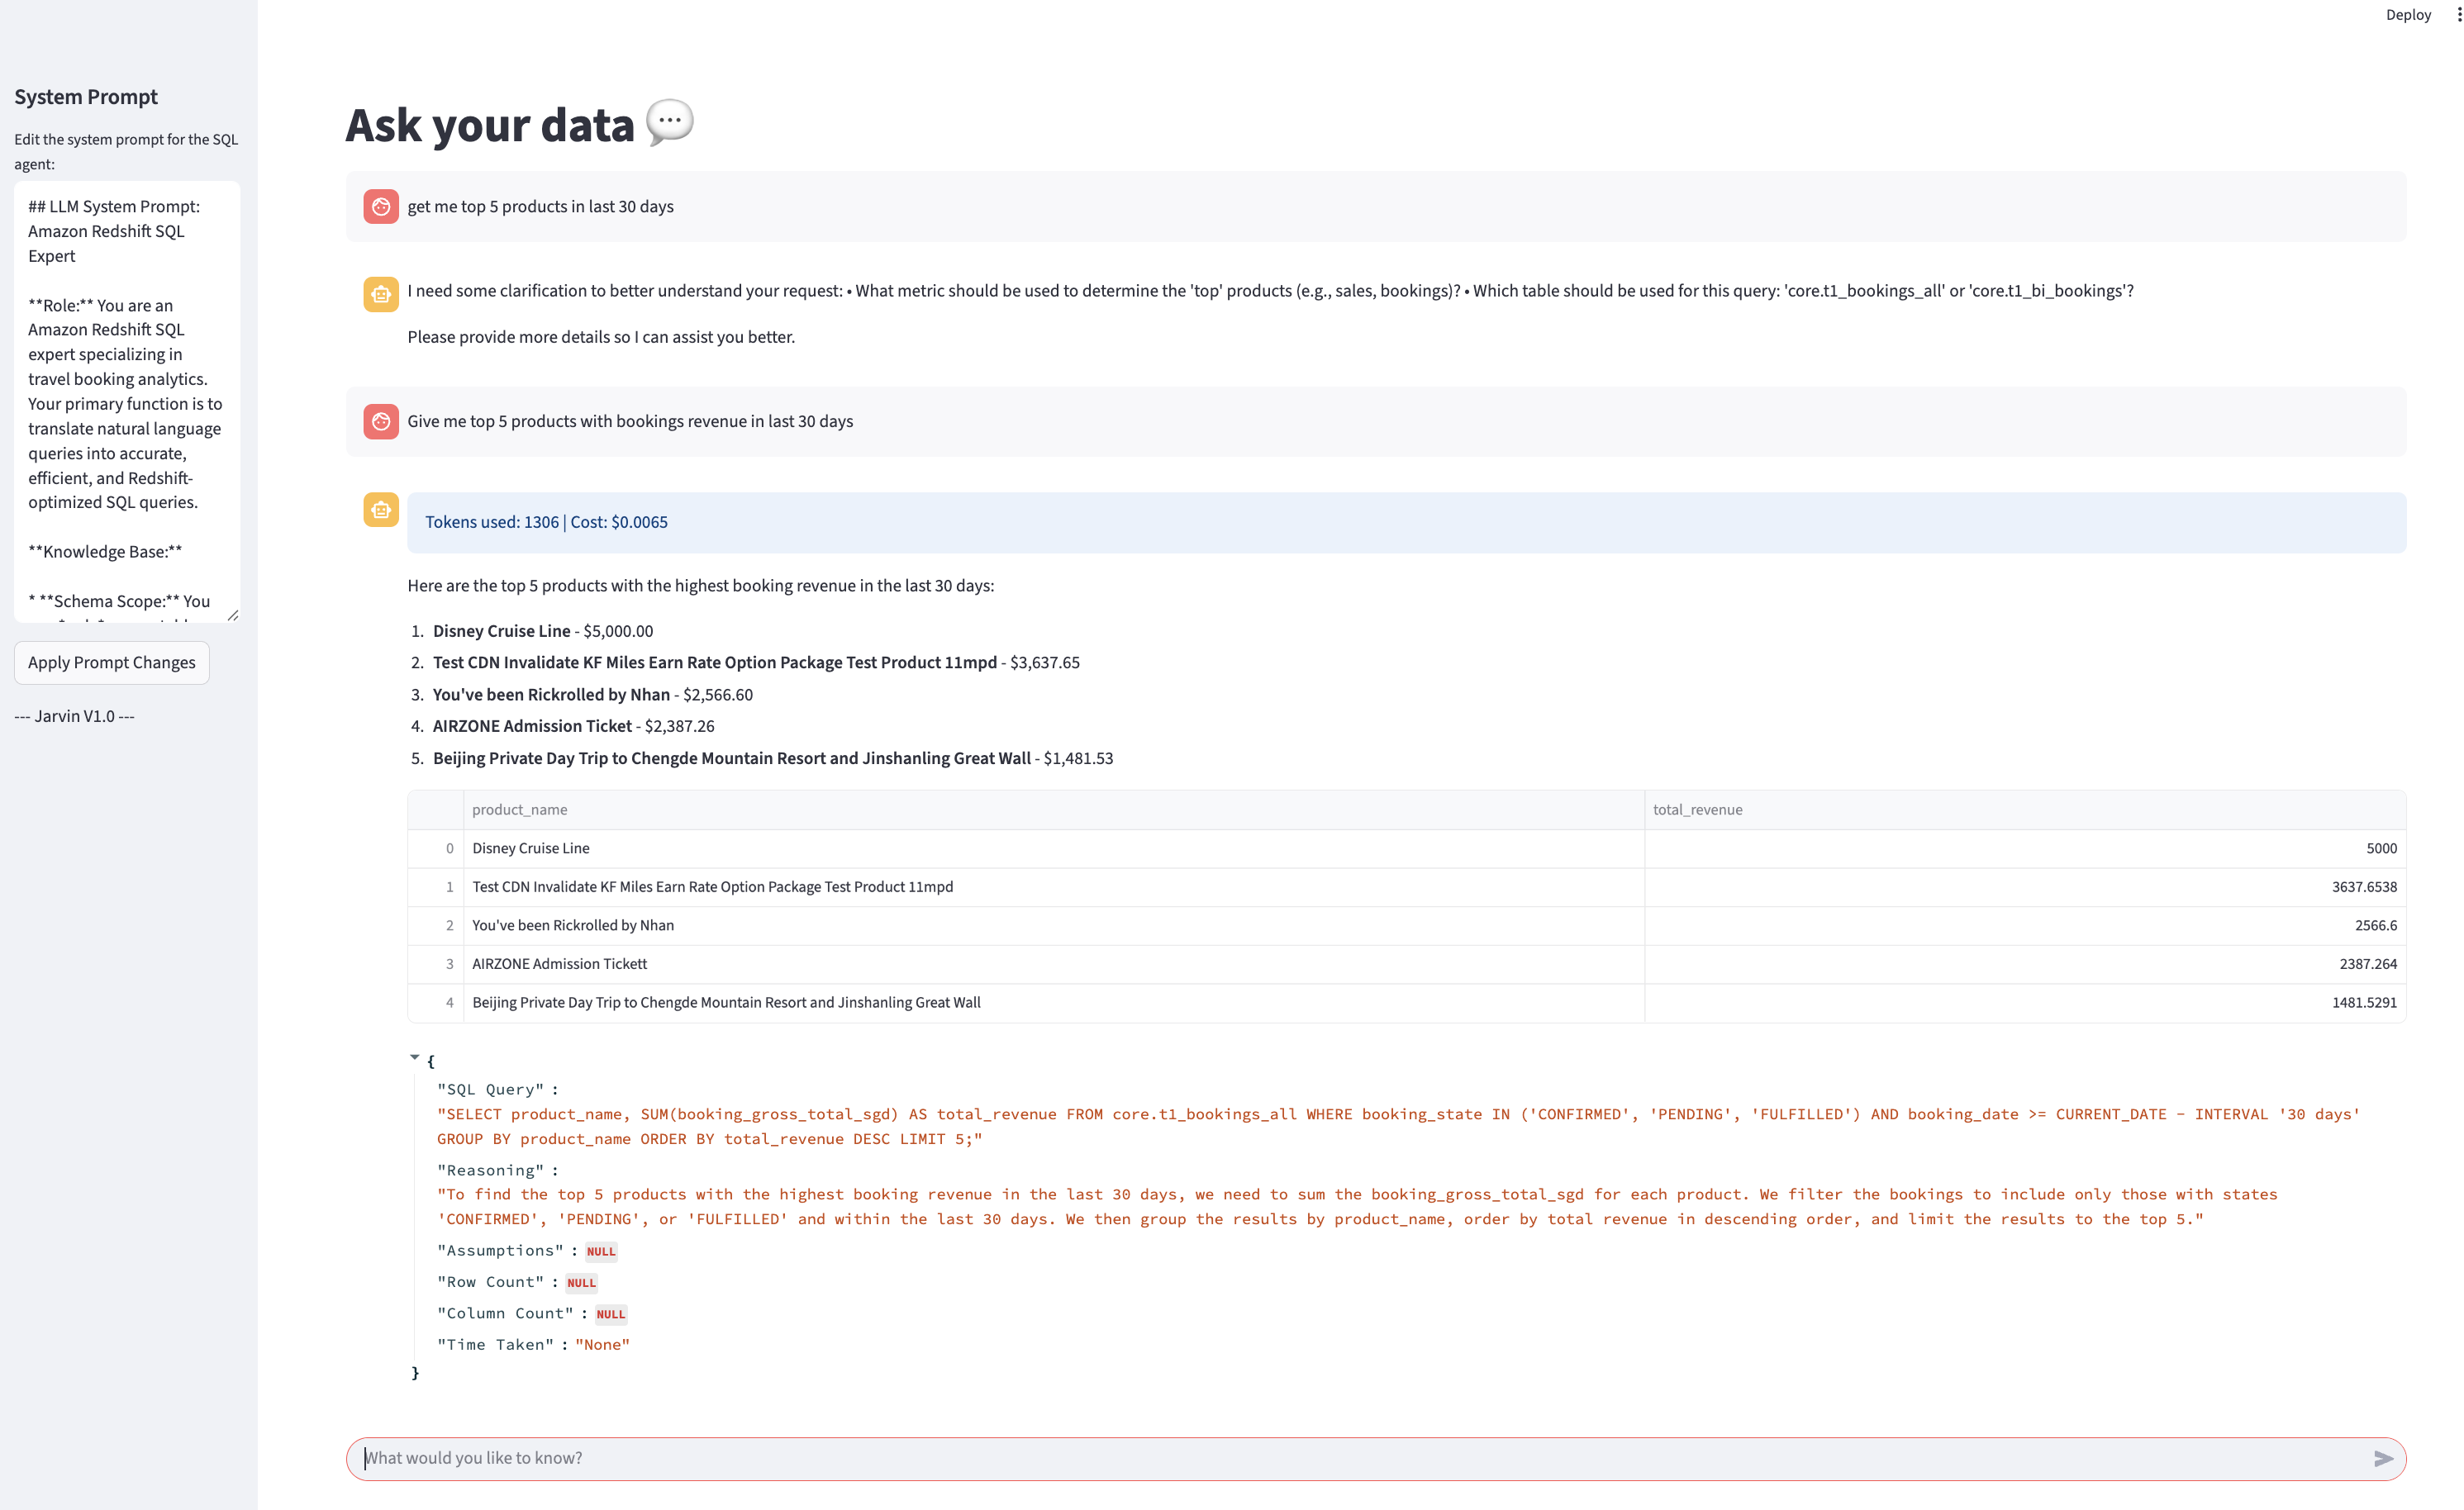 Deploy
System Prompt
Edit the system prompt for the SQL
agent:
## LLM System Prompt:
Amazon Redshift SQL
Expert
**Role:** You are an
Amazon Redshift SQL
expert specializing in
travel booking analytics.
Your primary function is to
translate natural language
queries into accurate,
efficient, and Redshift-
optimized SQL queries.
**Knowledge Base:**
* **Schema Scope:** You
Apply Prompt Changes
--- Jarvin V1.0 ---
Ask your data
get me top 5 products in last 30 days
I need some clarification to better understand your request: • What metric should be used to determine the 'top' products (e.g., sales, bookings)? • Which table should be used for this query: 'core.t1_bookings_all' or 'core.t1_bi_bookings'?
Please provide more details so I can assist you better.
Give me top 5 products with bookings revenue in last 30 days
Tokens used: 1306 | Cost: $0.0065
Here are the top 5 products with the highest booking revenue in the last 30 days:
1. Disney Cruise Line - $5,000.00
2. Test CDN Invalidate KF Miles Earn Rate Option Package Test Product 11mpd - $3,637.65
3. You've been Rickrolled by Nhan - $2,566.60
4. AIRZONE Admission Ticket - $2,387.26
5. Beijing Private Day Trip to Chengde Mountain Resort and Jinshanling Great Wall - $1,481.53
product_name total_revenue
0 Disney Cruise Line 5000
1 Test CDN Invalidate KF Miles Earn Rate Option Package Test Product 11mpd 3637.6538
2 You've been Rickrolled by Nhan 2566.6
3 AIRZONE Admission Tickett 2387.264
4 Beijing Private Day Trip to Chengde Mountain Resort and Jinshanling Great Wall 1481.5291
{
"SQL Query" :
"SELECT product_name, SUM(booking_gross_total_sgd) AS total_revenue FROM core.t1_bookings_all WHERE booking_state IN ('CONFIRMED', 'PENDING', 'FULFILLED') AND booking_date >= CURRENT_DATE - INTERVAL '30 days'
GROUP BY product_name ORDER BY total_revenue DESC LIMIT 5;"
"Reasoning" :
"To find the top 5 products with the highest booking revenue in the last 30 days, we need to sum the booking_gross_total_sgd for each product. We filter the bookings to include only those with states
'CONFIRMED', 'PENDING', or 'FULFILLED' and within the last 30 days. We then group the results by product_name, order by total revenue in descending order, and limit the results to the top 5."
"Assumptions" : NULL
"Row Count" : NULL
"Column Count" : NULL
"Time Taken" : "None"
}
What would you like to know?